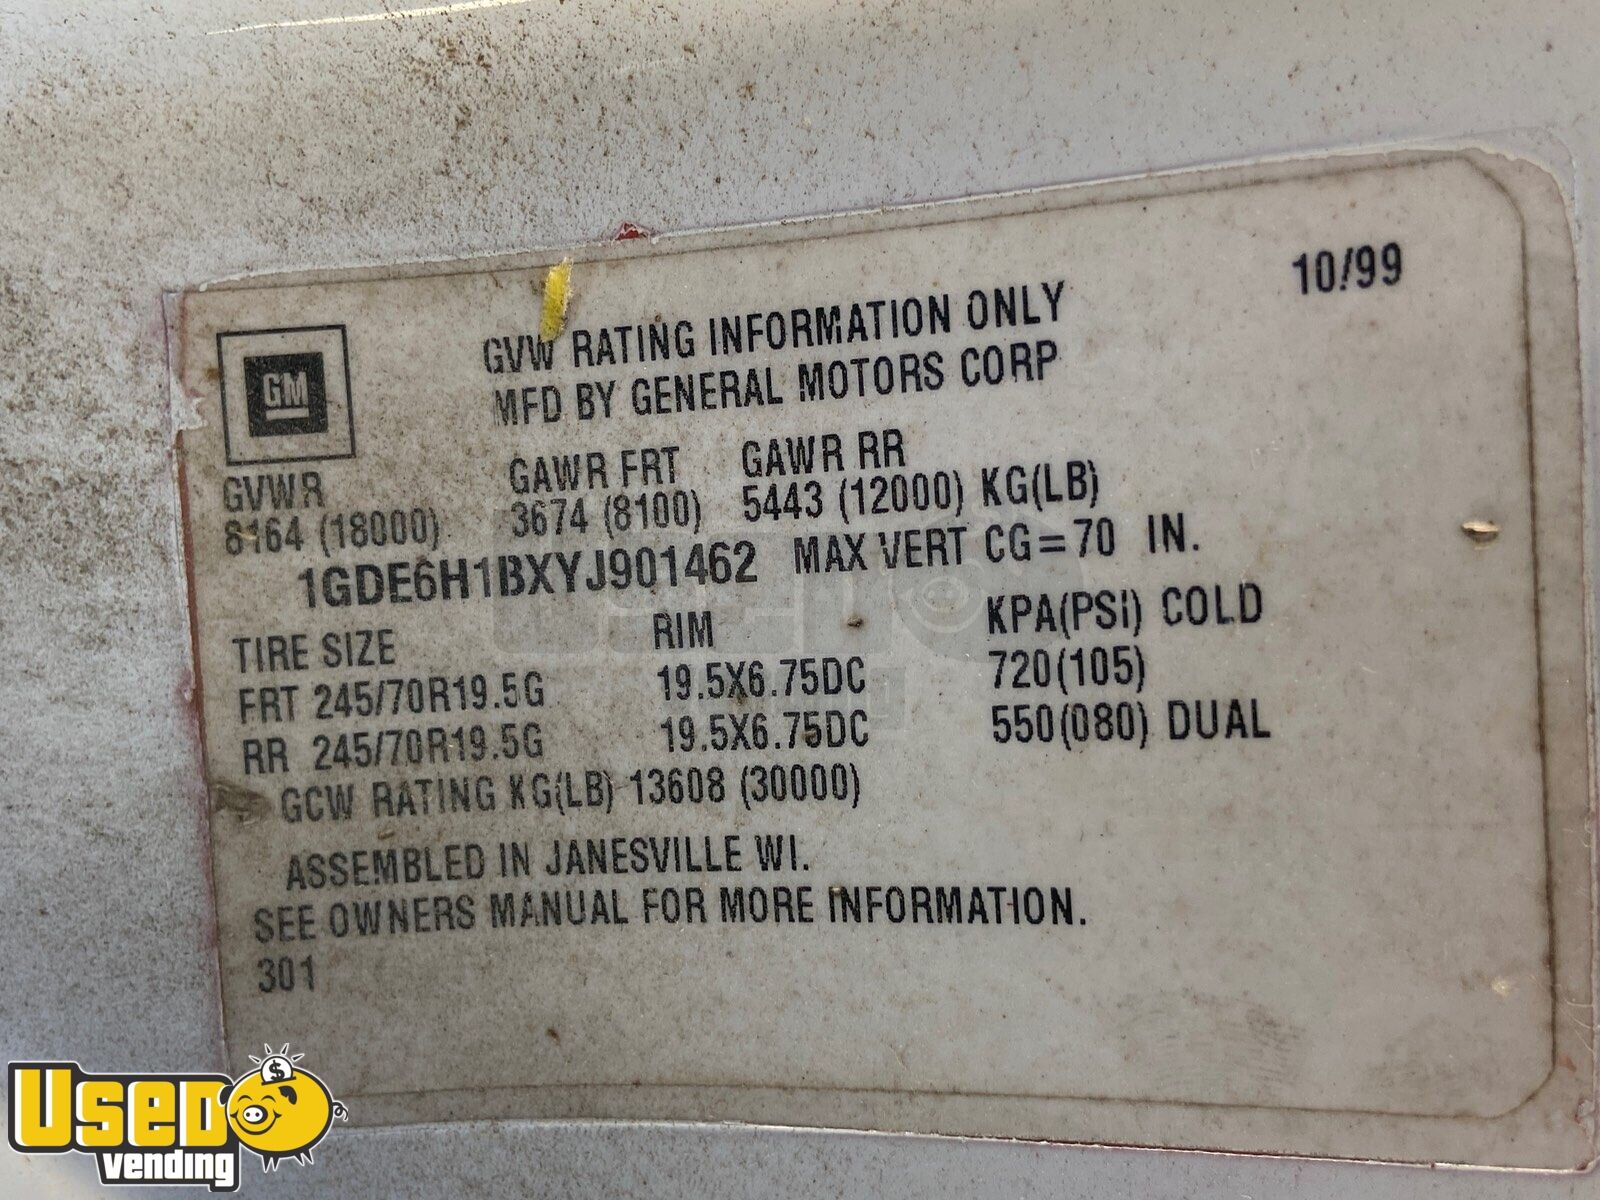 10/99
GM
GVW RATING INFORMATION ONLY
MFD BY GENERAL MOTORS CORP
GVWR GAWR FRT GAWR RR
8164 (18000) 3674 (8100) 5443 (12000) KG(LB)
1GDE6H1BXYJ901462 MAX VERT CG=70 IN.
TIRE SIZE RIM KPA(PSI) COLD
FRT 245/70R19.5G 19.5X6.75DC 720(105)
RR 245/70R19.5G 19.5X6.75DC 550(080) DUAL
GCW RATING KG(LB) 13608 (30000)
ASSEMBLED IN JANESVILLE WI.
SEE OWNERS MANUAL FOR MORE INFORMATION.
301
USED
$
vending